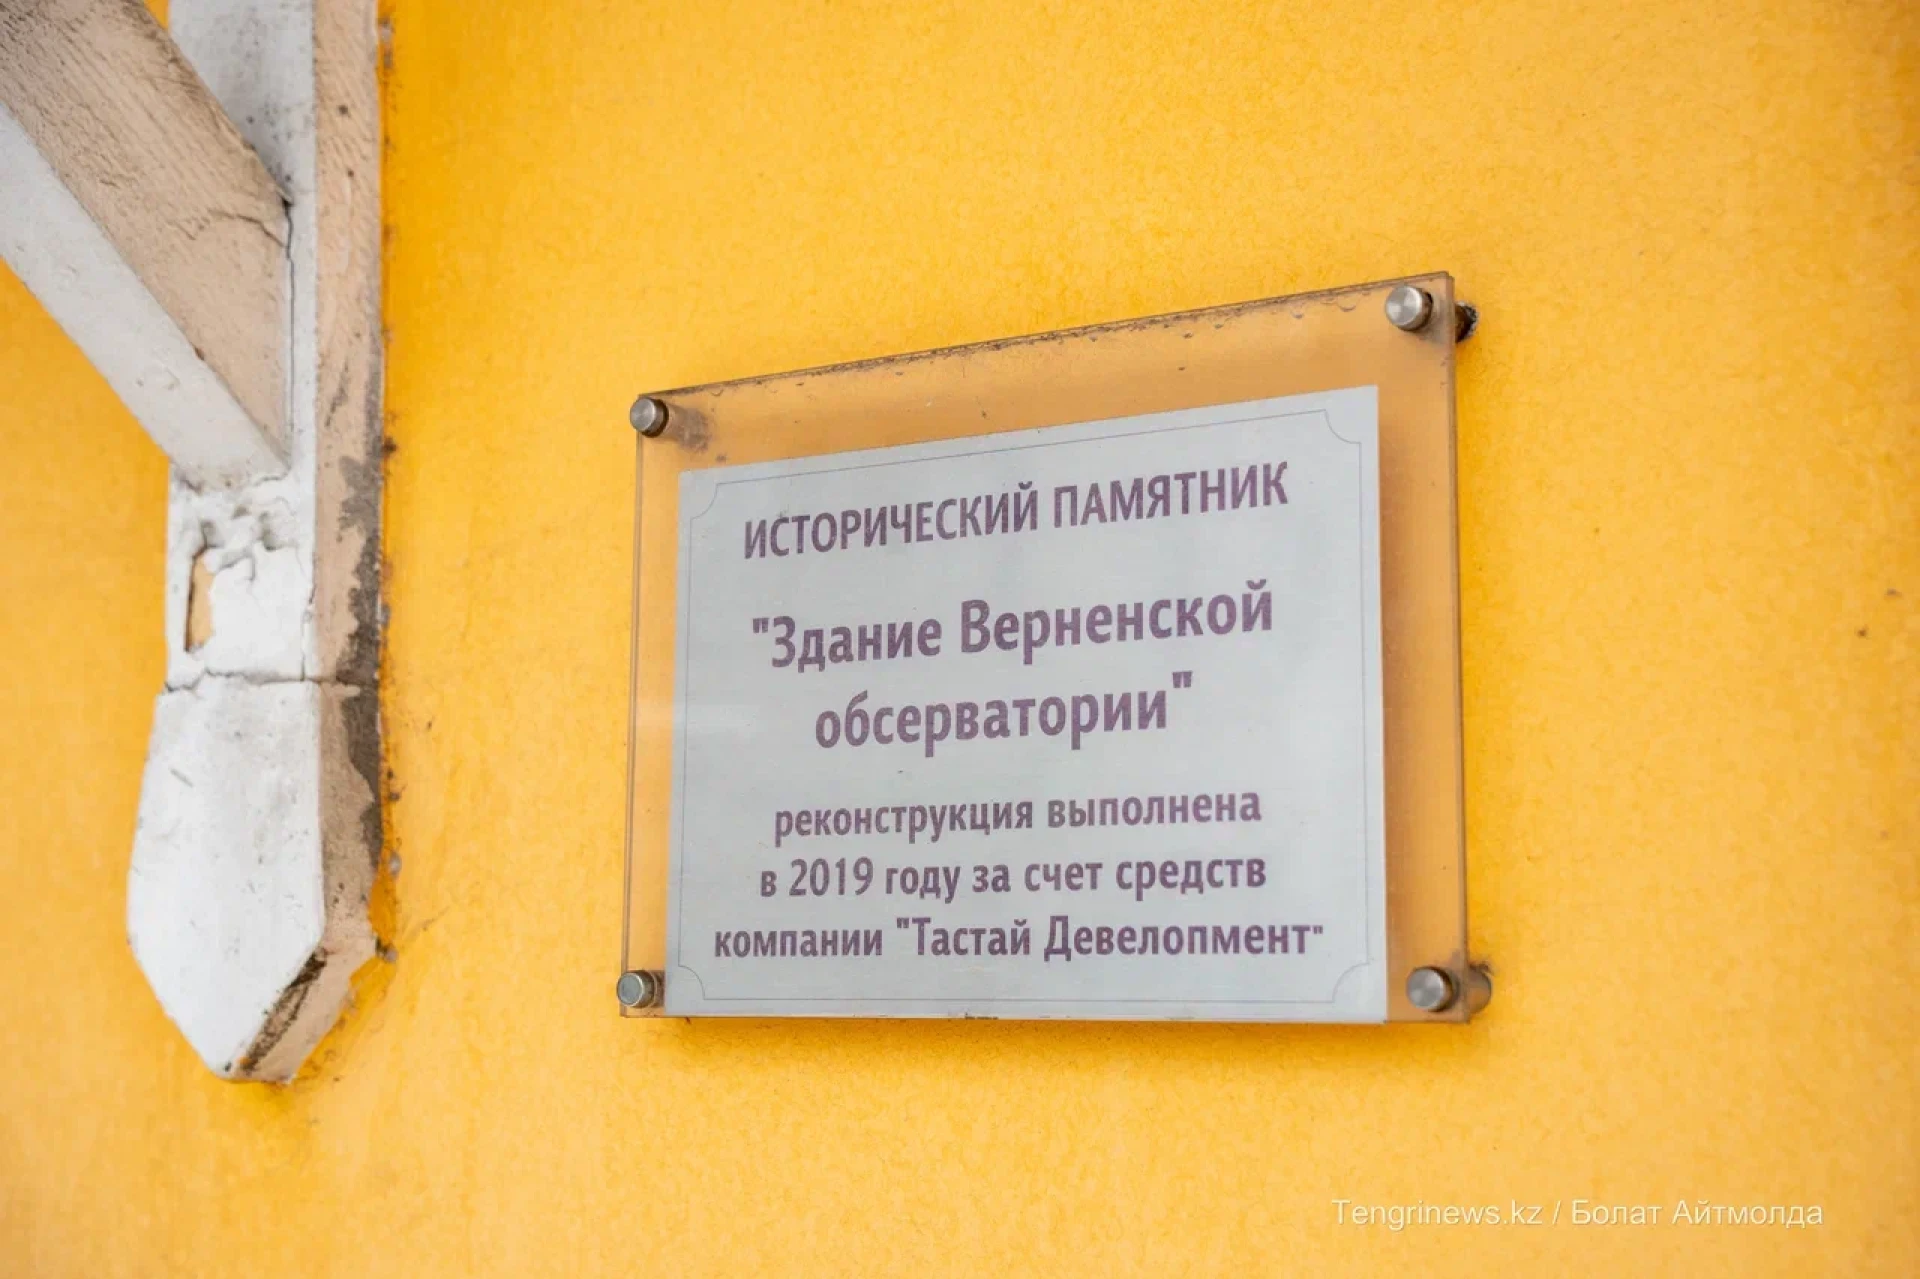 ИСТОРИЧЕСКИЙ ПАМЯТНИК
"Здание Верненской
обсерватории"
реконструкция выполнена
в 2019 году за счет средств
компании "Тастай Девелопмент"
Tengrinews.kz / Болат Айтмолда